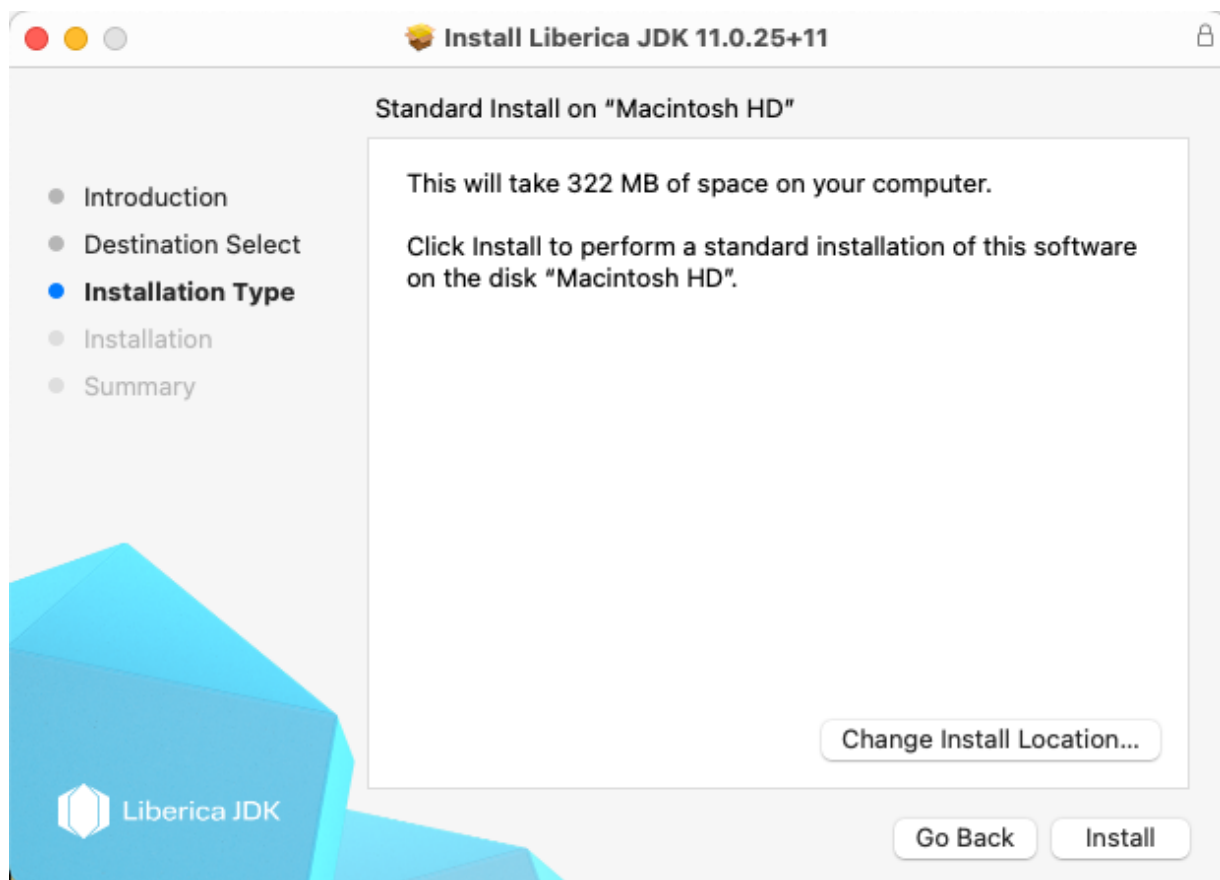 Install Liberica JDK 11.0.25+11
Standard Install on “Macintosh HD”
Introduction
Destination Select
Installation Type
Installation
Summary
This will take 322 MB of space on your computer.
Click Install to perform a standard installation of this software
on the disk “Macintosh HD”.
Change Install Location...
Liberica JDK
Go Back
Install